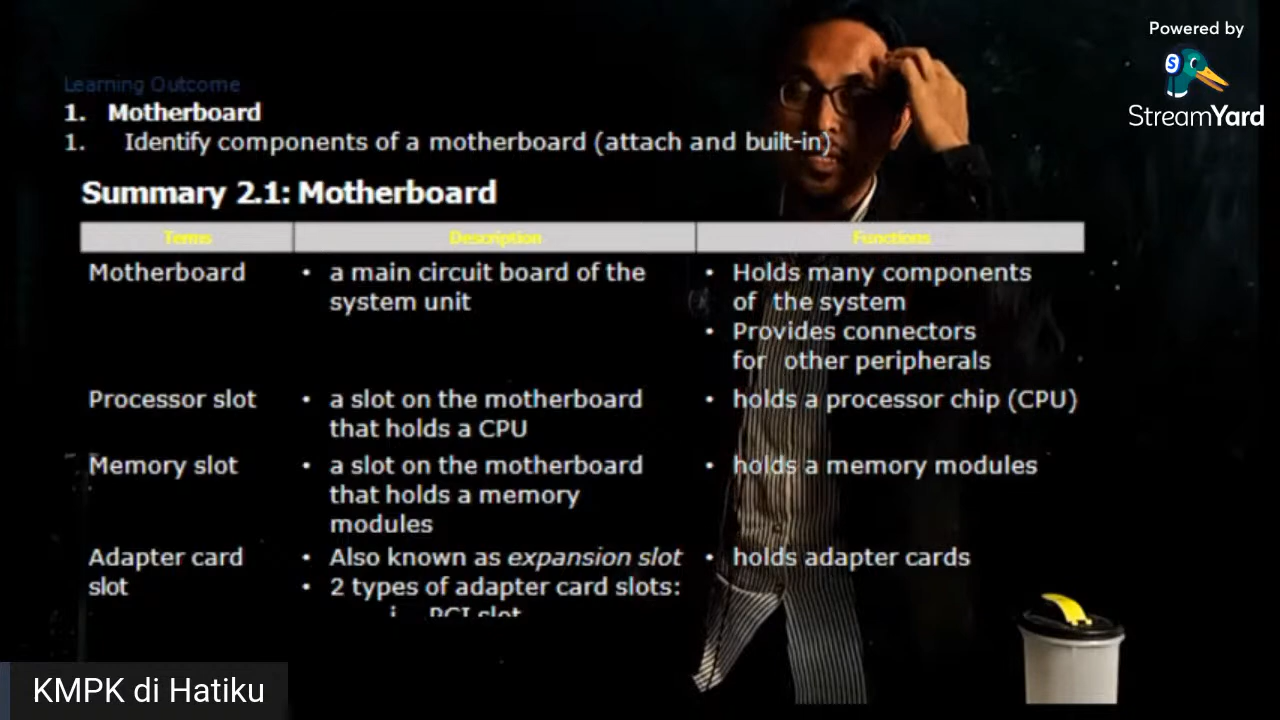 Powered by
S
StreamYard
Learning Outcome
1. Motherboard
1. Identify components of a motherboard (attach and built-in)
Summary 2.1: Motherboard
Terms Description Functions
Motherboard • a main circuit board of the • Holds many components
system unit of the system
• Provides connectors
for other peripherals
Processor slot • a slot on the motherboard • holds a processor chip (CPU)
that holds a CPU
Memory slot • a slot on the motherboard • holds a memory modules
that holds a memory
modules
Adapter card • Also known as expansion slot • holds adapter cards
slot • 2 types of adapter card slots:
i. PCI slot
KMPK di Hatiku